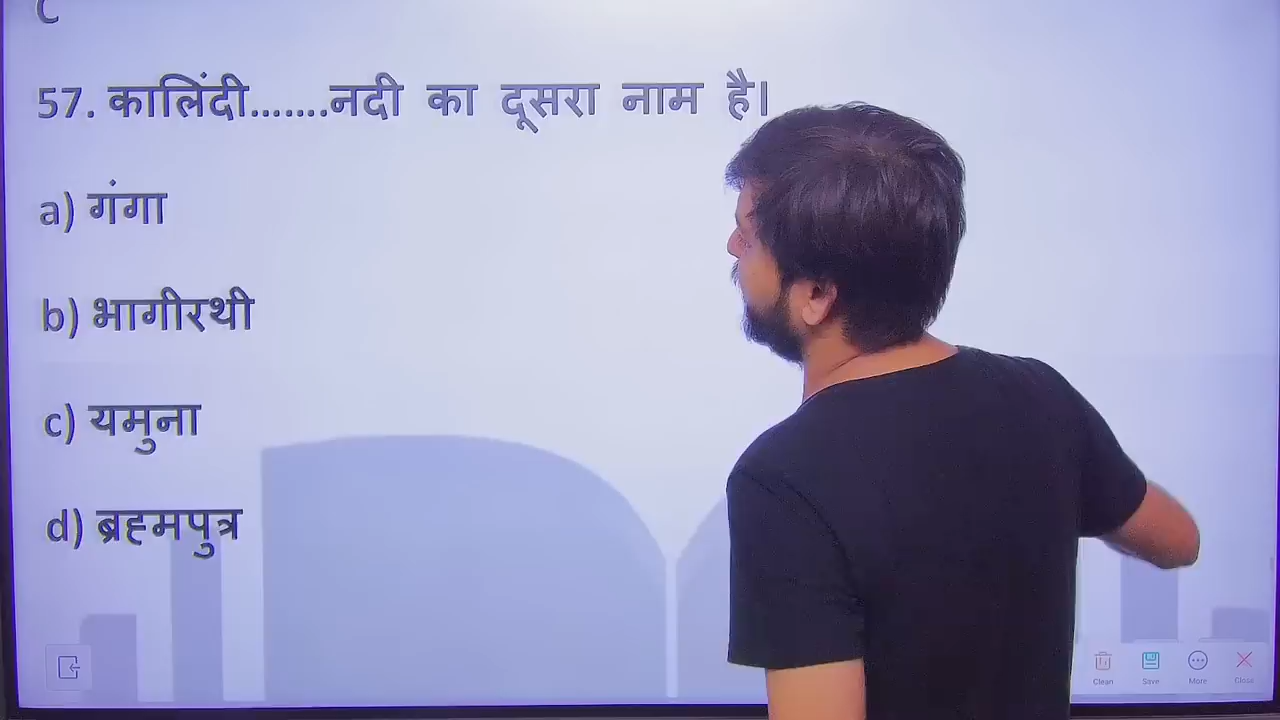 C
57. कालिंदी.......नदी का दूसरा नाम है।
a) गंगा
b) भागीरथी
c) यमुना
d) ब्रह्मपुत्र
Clean Save More Close